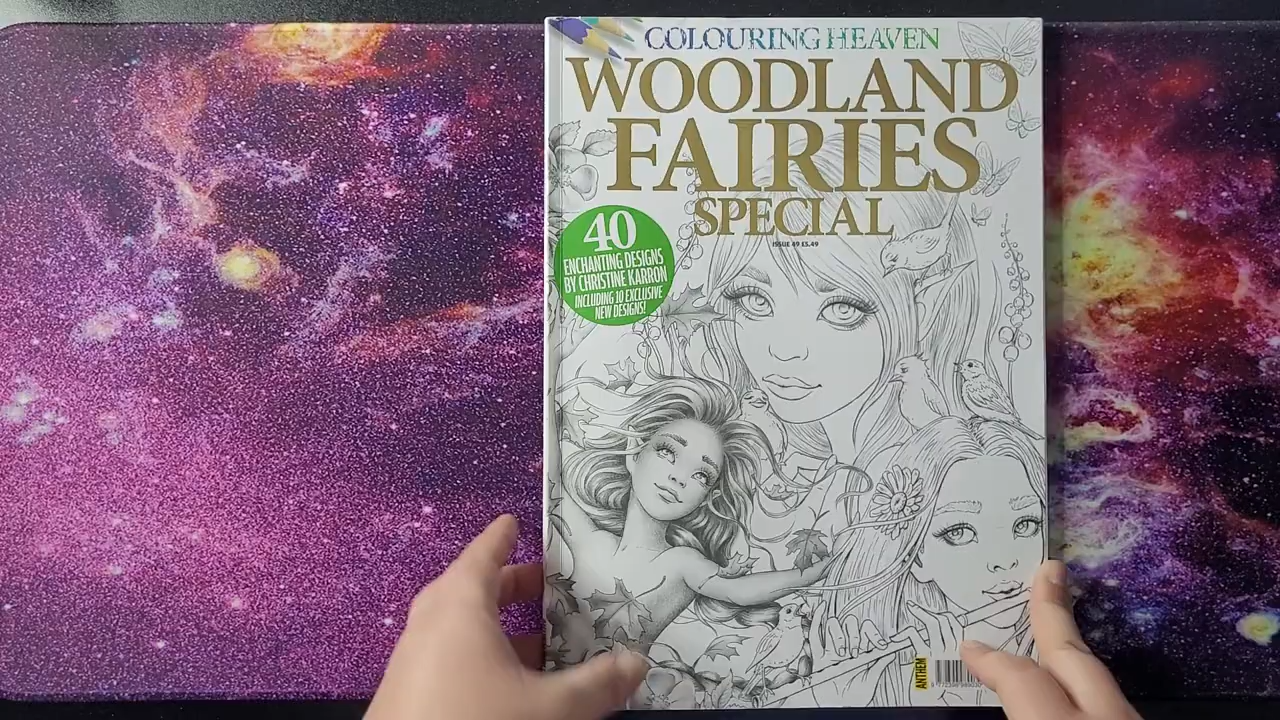 COLOURING HEAVEN
WOODLAND
FAIRIES
SPECIAL
ISSUE 49 £5.49
40
ENCHANTING DESIGNS
BY CHRISTINE KARRON
INCLUDING 10 EXCLUSIVE
NEW DESIGNS!
ANTHEM